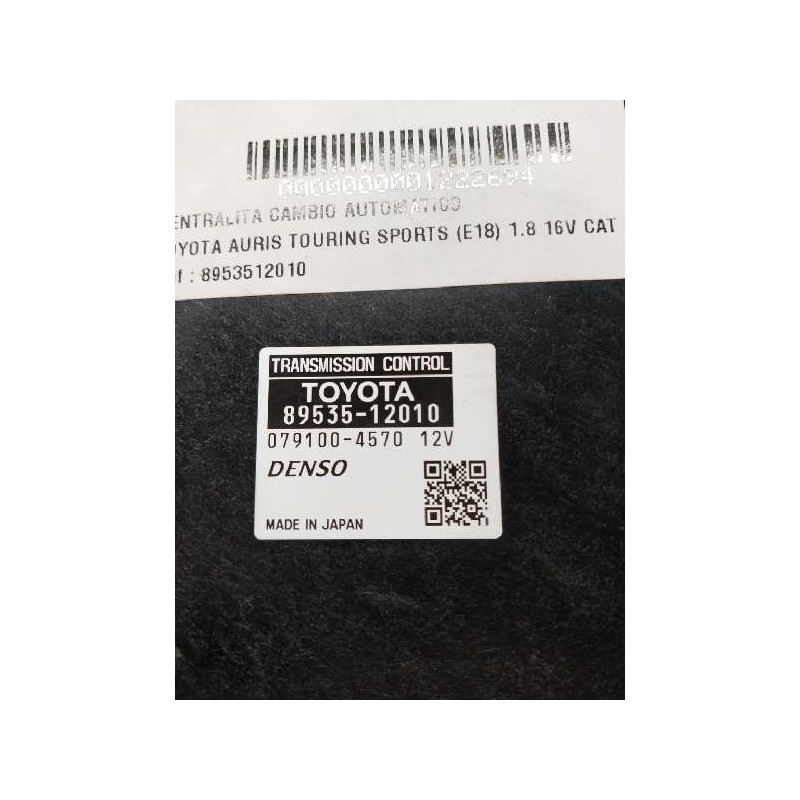 0000000001222694
ENTRALITA CAMBIO AUTOMATICO
OYOTA AURIS TOURING SPORTS (E18) 1.8 16V CAT
f : 8953512010
TRANSMISSION CONTROL
TOYOTA
89535-12010
079100-4570 12V
DENSO
MADE IN JAPAN